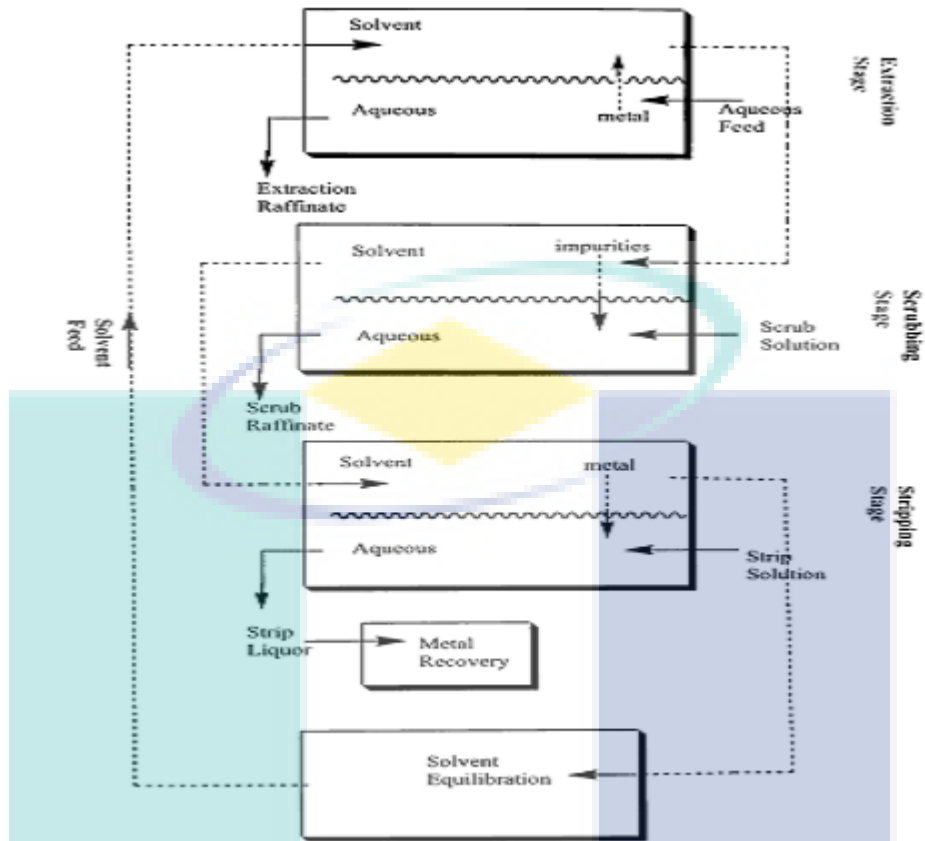 Solvent
Aqueous
metal
Aqueous
Feed
Extraction
Stage
Extraction
Raffinate
Solvent
impurities
Aqueous
Scrub
Solution
Scrubbing
Stage
Solvent
Feed
Scrub
Raffinate
Solvent
metal
Aqueous
Strip
Solution
Stripping
Stage
Strip
Liquor
Metal
Recovery
Solvent
Equilibration